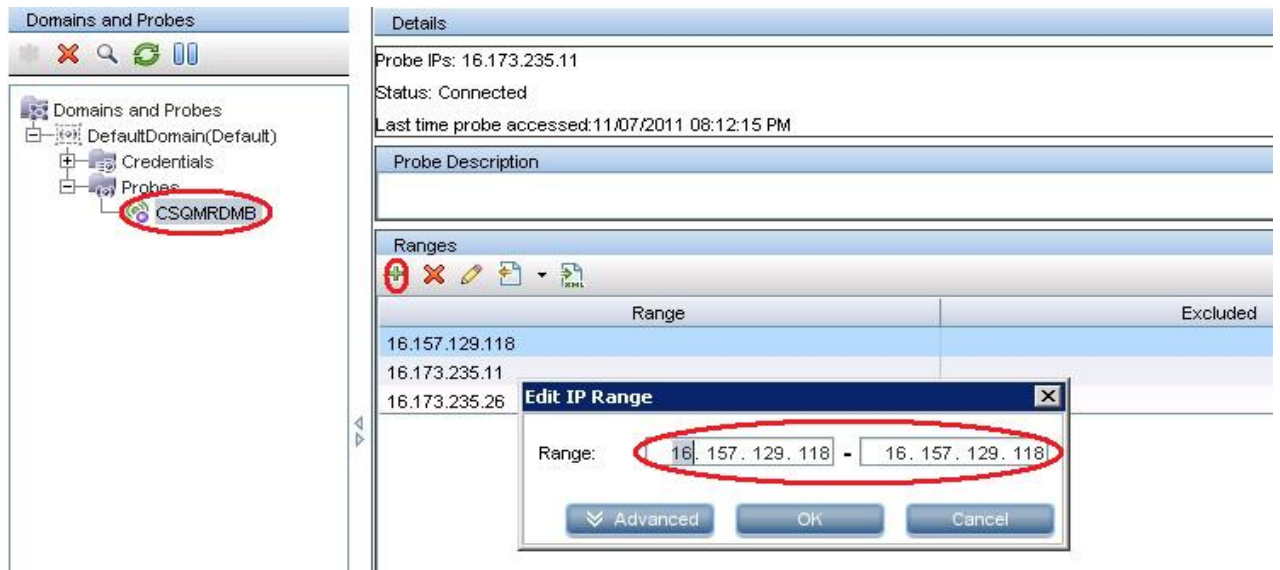 Domains and Probes
Domains and Probes
DefaultDomain(Default)
Credentials
Probes
CSQMRDMB
Details
Probe IPs: 16.173.235.11
Status: Connected
Last time probe accessed:11/07/2011 08:12:15 PM
Probe Description
Ranges
XML
Range Excluded
16.157.129.118
16.173.235.11
16.173.235.26
Edit IP Range
Range: 16. 157. 129. 118 - 16. 157. 129. 118
Advanced OK Cancel